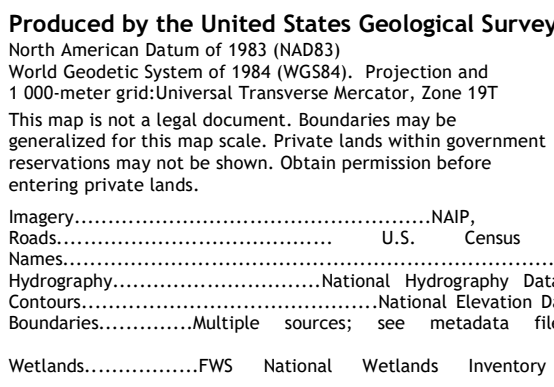 Produced by the United States Geological Survey
North American Datum of 1983 (NAD83)
World Geodetic System of 1984 (WGS84).  Projection and
1 000-meter grid:Universal Transverse Mercator, Zone 19T
This map is not a legal document. Boundaries may be
generalized for this map scale. Private lands within government
reservations may not be shown. Obtain permission before
entering private lands.
Imagery....................................................NAIP,
Roads........................................ U.S. Census
Names........................................................................
Hydrography..............................National Hydrography
Contours...........................................National Elevation
Boundaries..............Multiple sources; see metadata
Wetlands.................FWS National Wetlands Inventory